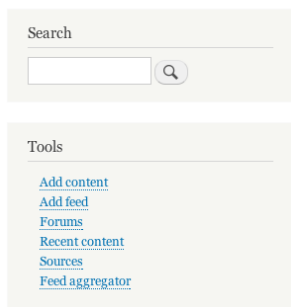 Search
Tools
Add content
Add feed
Forums
Recent content
Sources
Feed aggregator